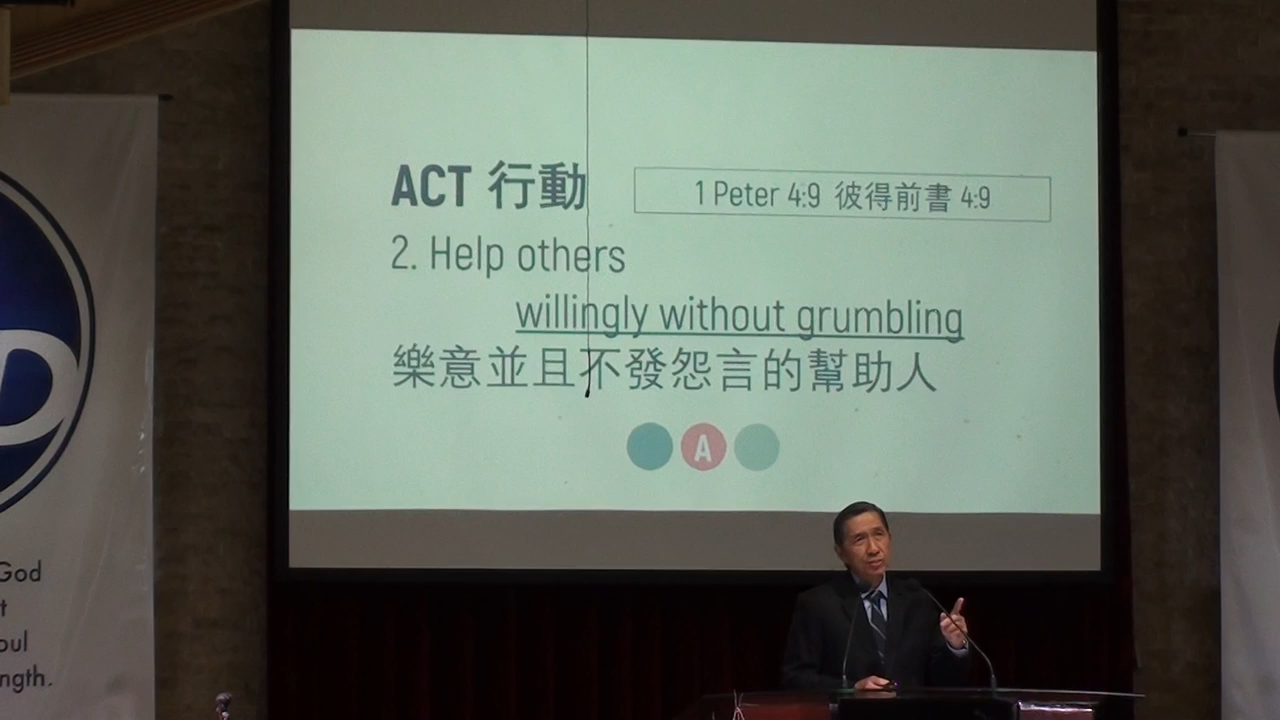 ACT 行動
1 Peter 4:9 彼得前書 4:9
2. Help others
willingly without grumbling
樂意並且不發怨言的幫助人
A
D
God
t
oul
ngth.